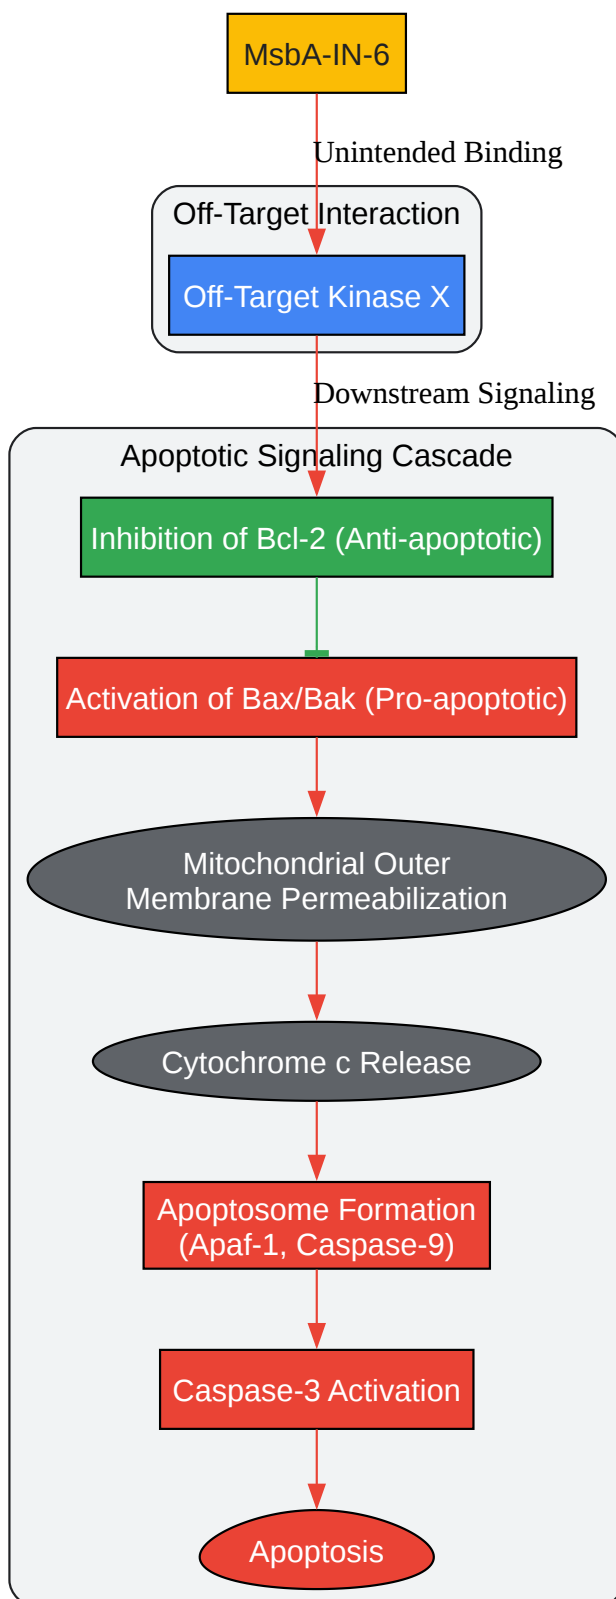 MsbA-IN-6
Unintended Binding
Off-Target Interaction
Off-Target Kinase X
Downstream Signaling
Apoptotic Signaling Cascade
Inhibition of Bcl-2 (Anti-apoptotic)
Activation of Bax/Bak (Pro-apoptotic)
Mitochondrial Outer
Membrane Permeabilization
Cytochrome c Release
Apoptosome Formation
(Apaf-1, Caspase-9)
Caspase-3 Activation
Apoptosis